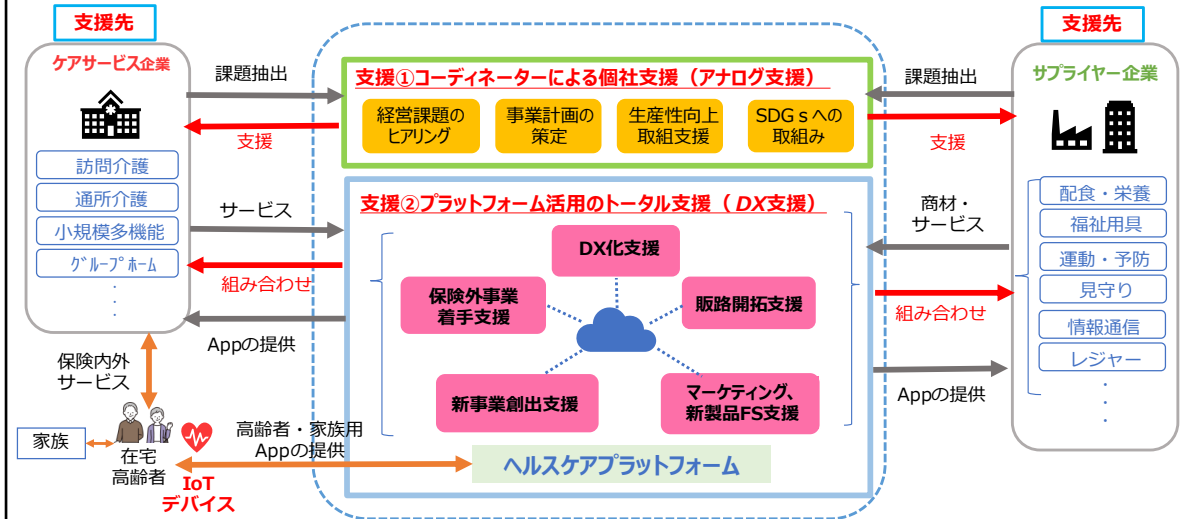 支援先
ケアサービス企業
訪問介護
通所介護
小規模多機能
ｸﾞﾙｰﾌﾟﾎｰﾑ
・
・
・
課題抽出
支援
サービス
組み合わせ
Appの提供
保険内外
サービス
家族
在宅
高齢者
IoT
デバイス
高齢者・家族用
Appの提供
支援①コーディネーターによる個社支援（アナログ支援）
経営課題の
ヒアリング
事業計画の
策定
生産性向上
取組支援
SDGｓへの
取組み
支援②プラットフォーム活用のトータル支援（DX支援）
DX化支援
保険外事業
着手支援
販路開拓支援
新事業創出支援
マーケティング、
新製品FS支援
ヘルスケアプラットフォーム
課題抽出
支援
商材・
サービス
組み合わせ
Appの提供
支援先
サプライヤー企業
配食・栄養
福祉用具
運動・予防
見守り
情報通信
レジャー
・
・
・